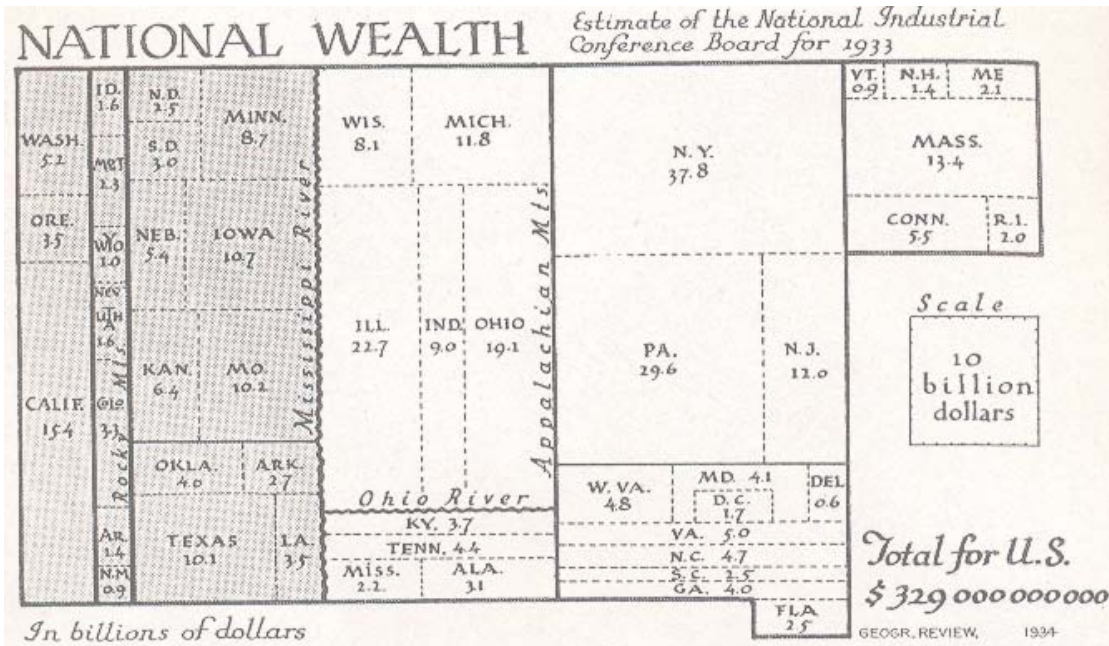 NATIONAL WEALTH
Estimate of the National Industrial
Conference Board for 1933
WASH.
5.2
ORE.
3.5
CALIF.
15.4
ID.
1.6
2.3
WYO
1.0
NEV
UTH
A
1.6
3.3
AR.
1.4
N.M.
0.9
Rocky Mts.
N.D.
2.5
MINN.
8.7
S.D.
3.0
NEB.
5.4
IOWA
10.7
KAN.
6.4
MO.
10.2
OKLA.
4.0
ARK.
2.7
TEXAS
10.1
LA.
3.5
Mississippi River
WIS.
8.1
MICH.
11.8
ILL.
22.7
IND.
9.0
OHIO
19.1
Ohio River
KY. 3.7
TENN. 4.4
MISS.
2.2
ALA.
3.1
Appalachian Mts.
N.Y.
37.8
PA.
29.6
N.J.
12.0
W.VA.
4.8
MD. 4.1
D.C.
1.7
DEL
0.6
VA. 5.0
N.C. 4.7
S.C. 2.5
GA. 4.0
FLA
2.5
VT.
0.9
N.H.
1.4
ME
2.1
MASS.
13.4
CONN.
5.5
R.I.
2.0
Scale
10
billion
dollars
Total for U.S.
$ 329 000 000 000
In billions of dollars
GEOGR. REVIEW, 1934